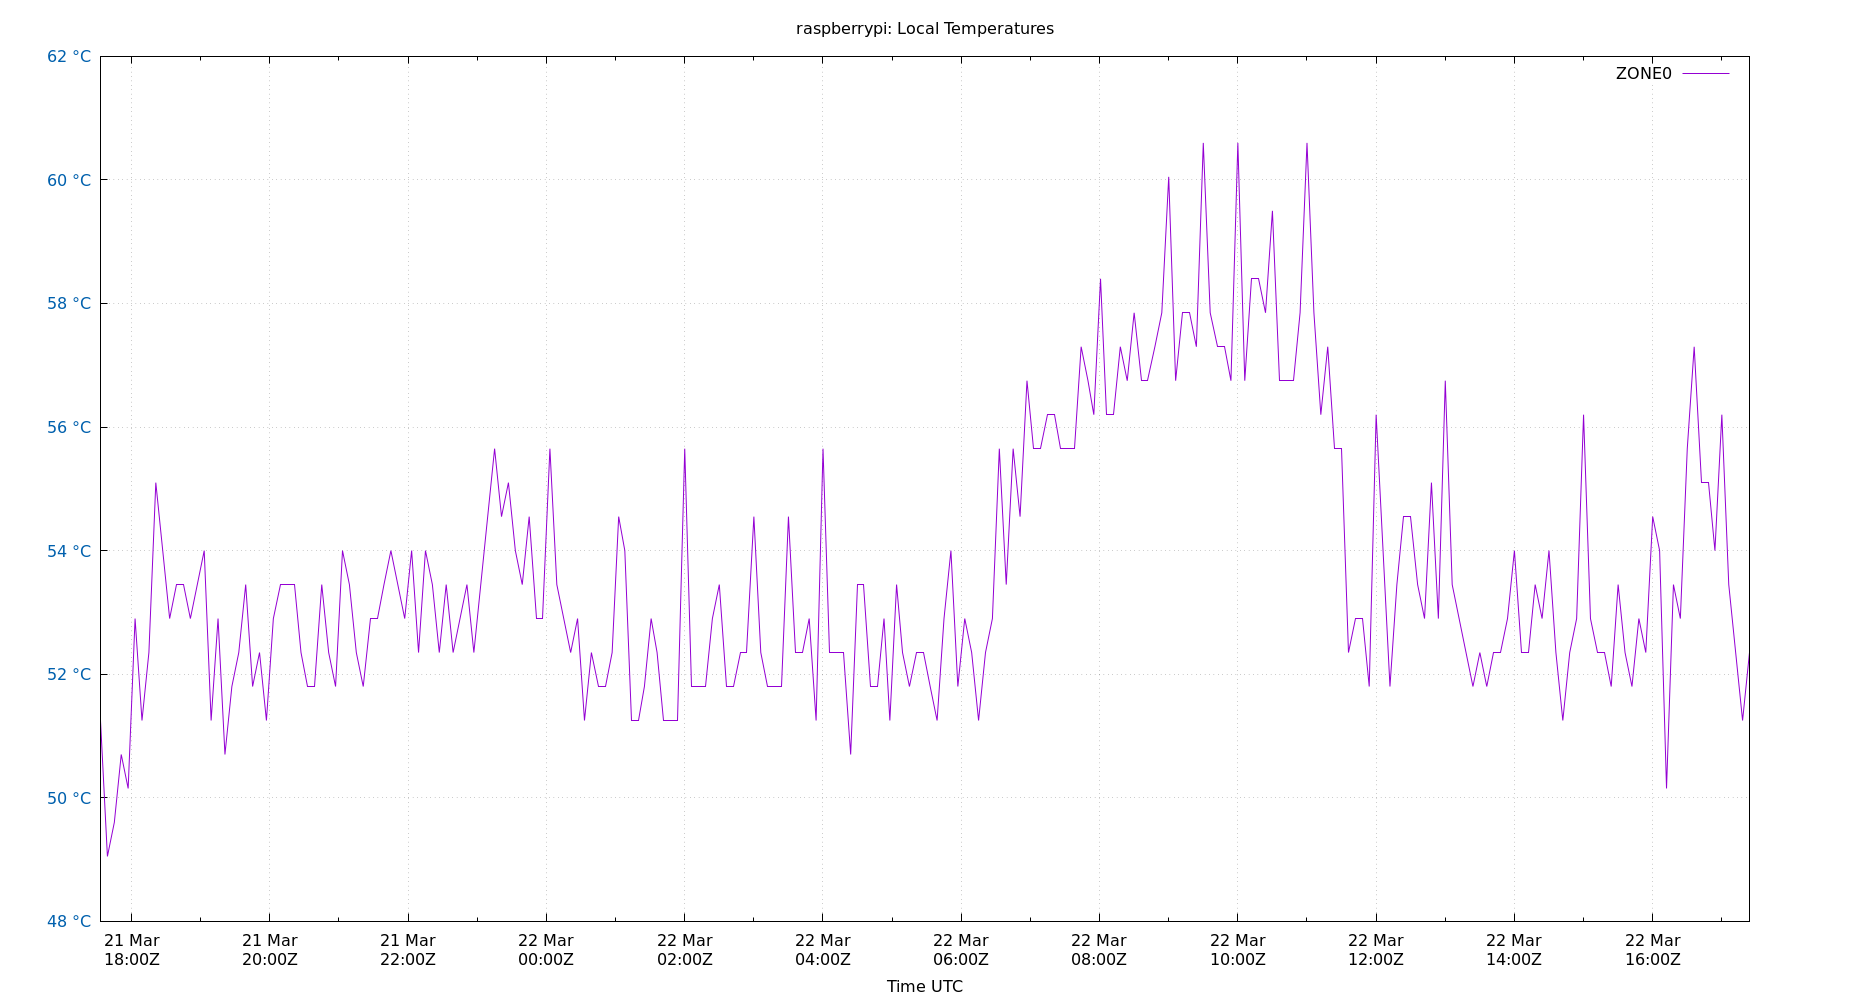 raspberrypi: Local Temperatures
62 °C
ZONE0
60 °C
58 °C
56 °C
54 °C
52 °C
50 °C
48 °C
21 Mar 21 Mar 21 Mar 22 Mar 22 Mar 22 Mar 22 Mar 22 Mar 22 Mar 22 Mar 22 Mar 22 Mar
18:00Z 20:00Z 22:00Z 00:00Z 02:00Z 04:00Z 06:00Z 08:00Z 10:00Z 12:00Z 14:00Z 16:00Z
Time UTC